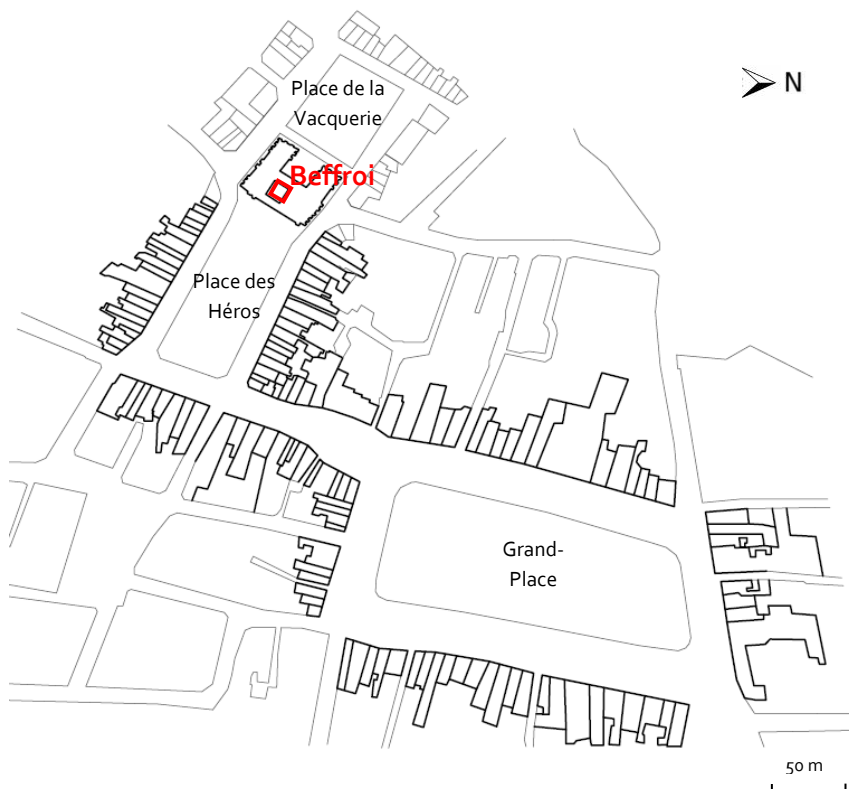 Place de la
Vacquerie
N
Beffroi
Place des
Héros
Grand-
Place
50 m